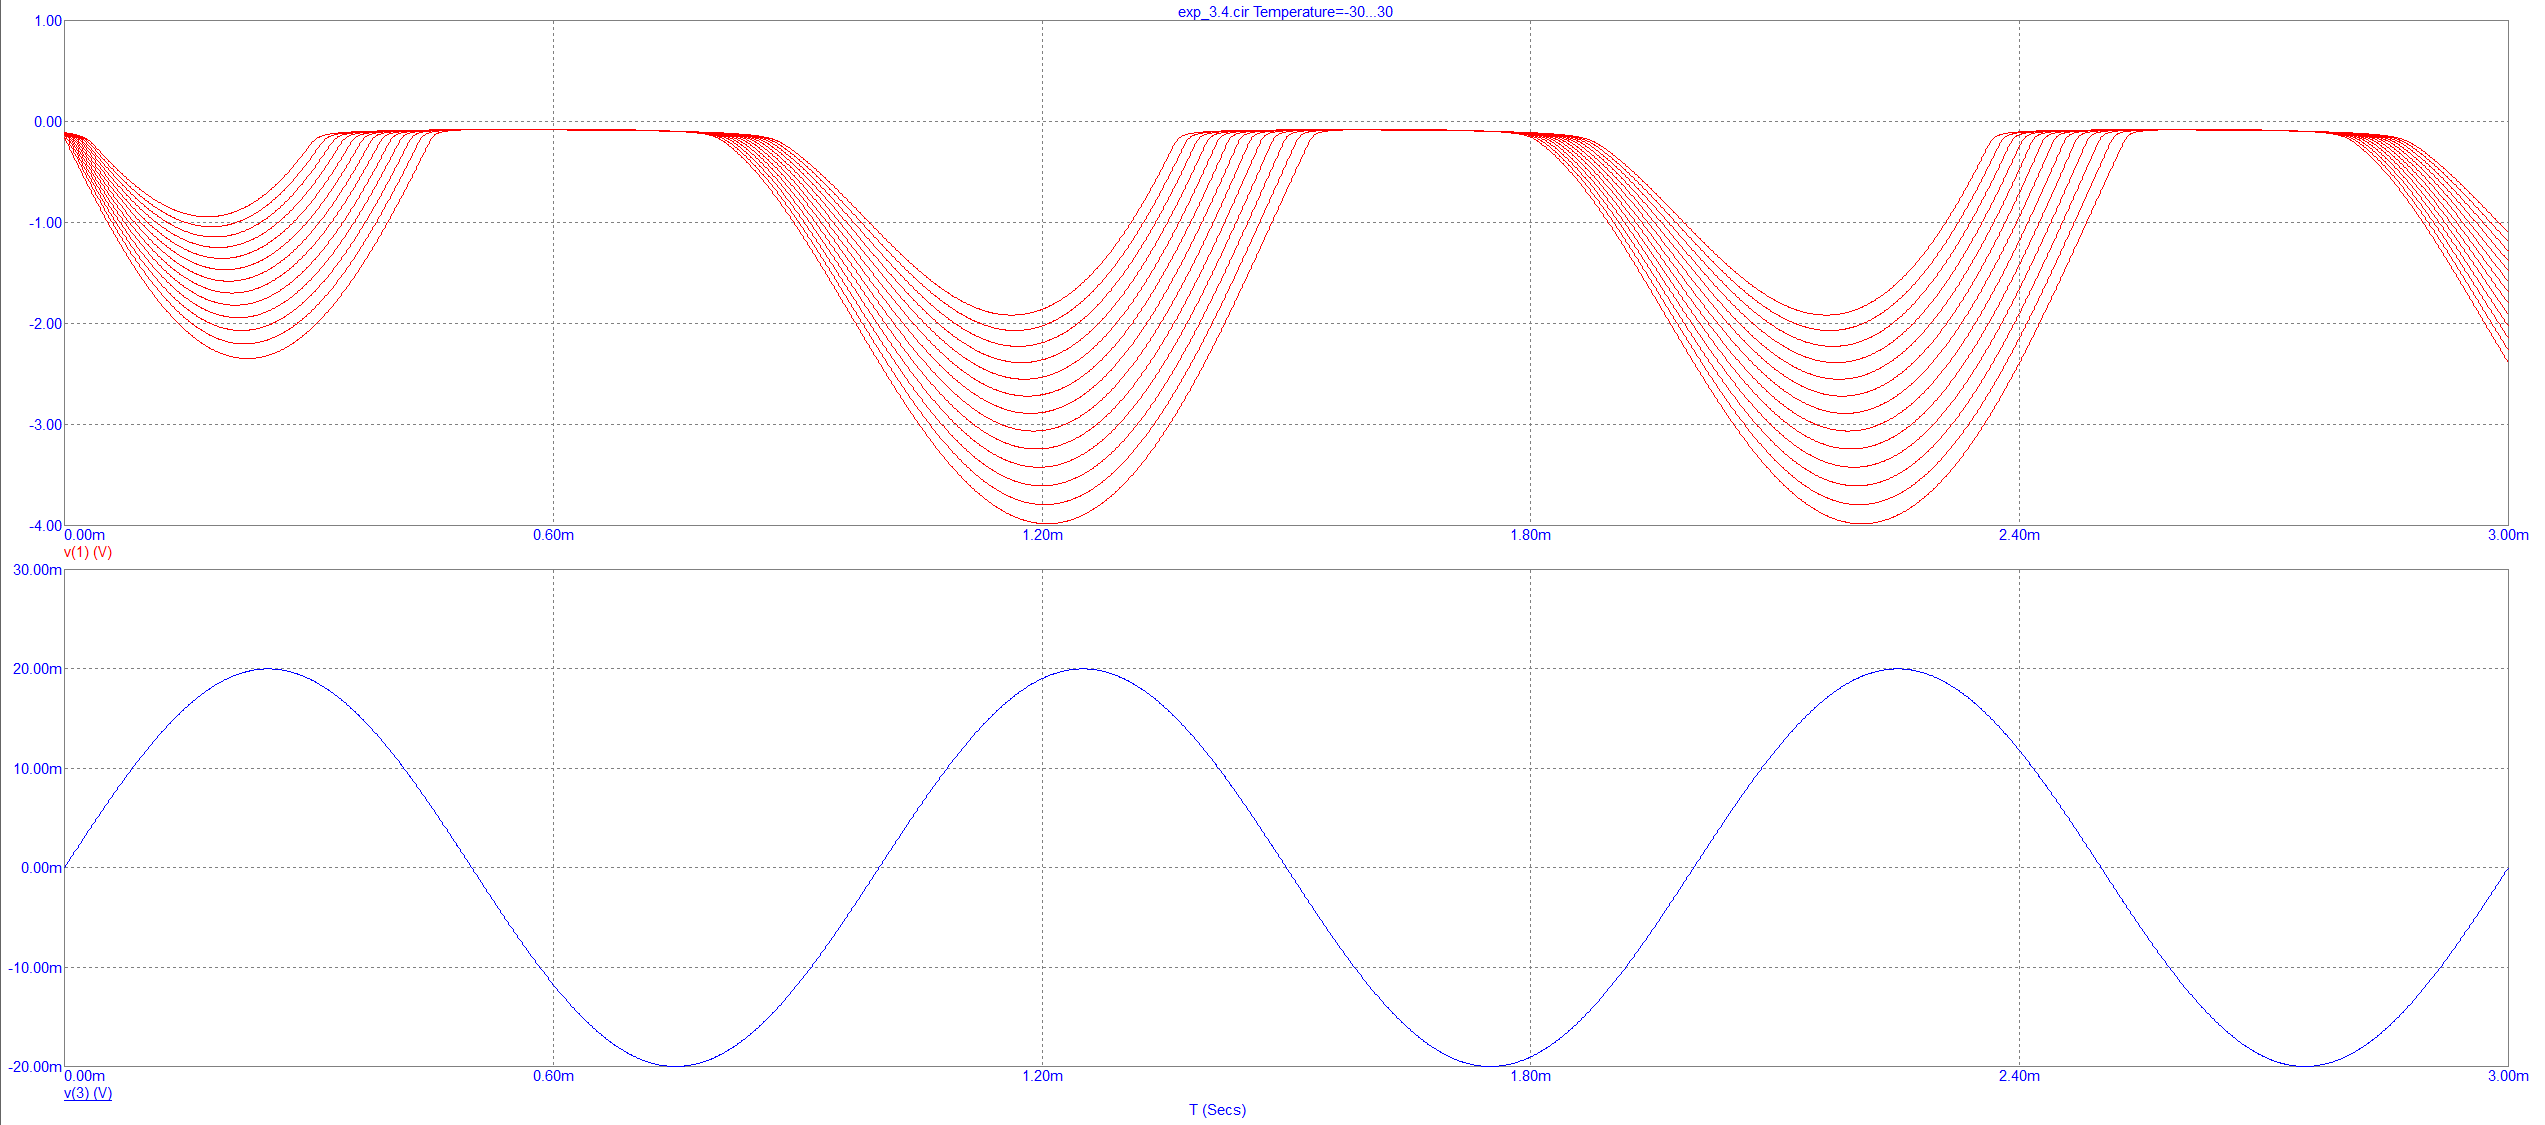 exp_3.4.cir Temperature=-30...30
1.00
0.00
-1.00
-2.00
-3.00
-4.00
0.00m 0.60m 1.20m 1.80m 2.40m 3.00m
v(1) (V)
30.00m
20.00m
10.00m
0.00m
-10.00m
-20.00m
0.00m 0.60m 1.20m 1.80m 2.40m 3.00m
v(3) (V)
T (Secs)